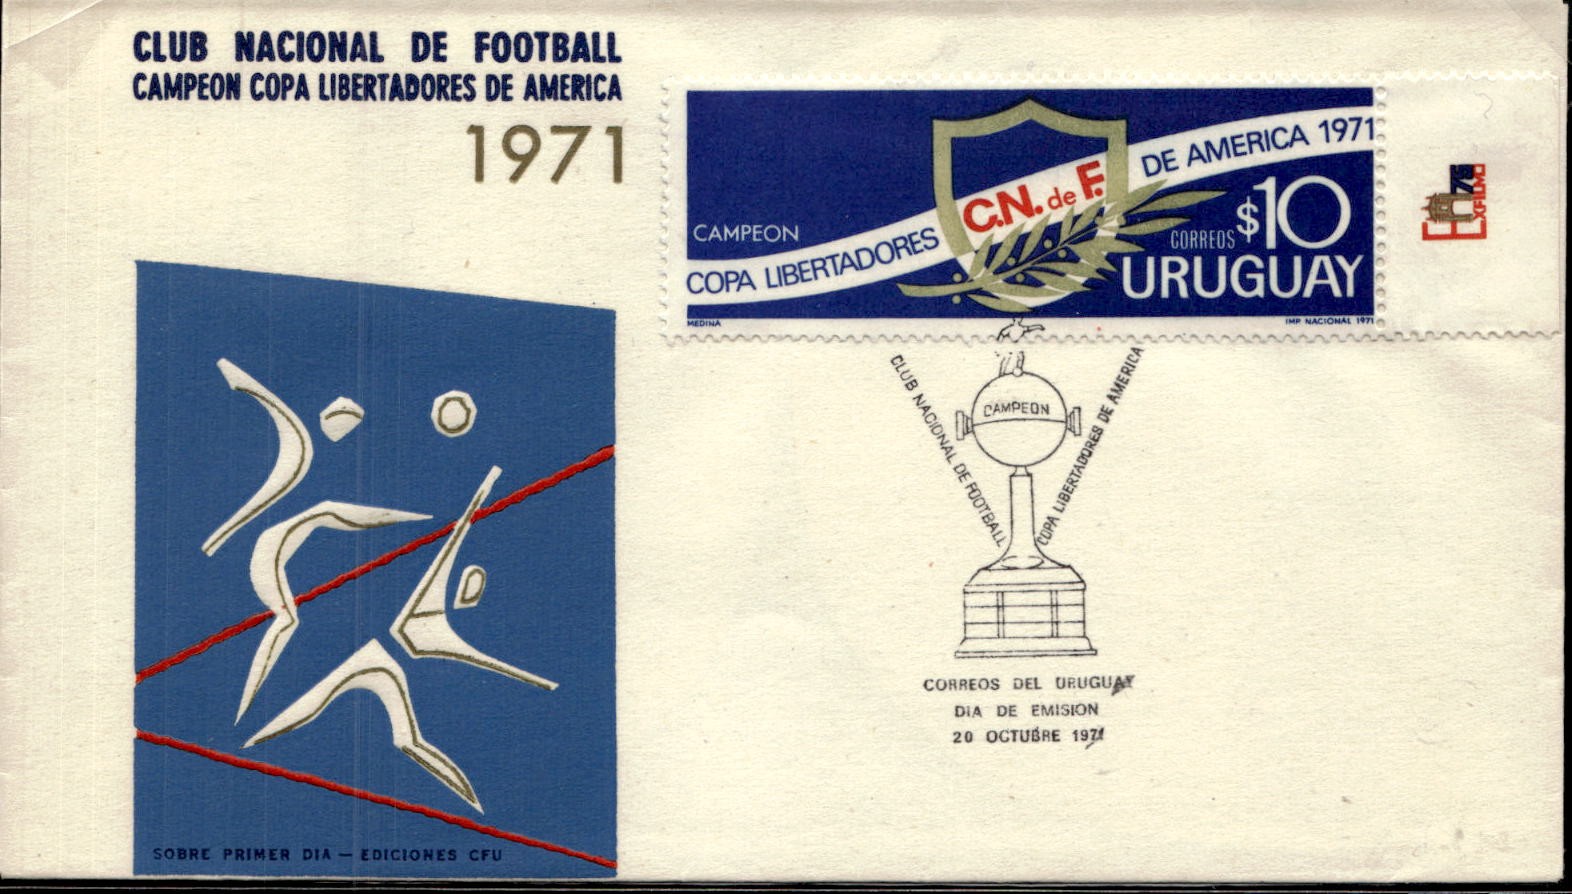 CLUB NACIONAL DE FOOTBALL
CAMPEON COPA LIBERTADORES DE AMERICA
1971
CAMPEON
COPA LIBERTADORES
C.N. de F.
DE AMERICA 1971
CORREOS $10
URUGUAY
MEDINA
IMP. NACIONAL 1971
EXFILMO 75
CLUB NACIONAL DE FOOTBALL
CAMPEON
COPA LIBERTADORES DE AMERICA
CORREOS DEL URUGUAY
DIA DE EMISION
20 OCTUBRE 1971
SOBRE PRIMER DIA — EDICIONES CFU